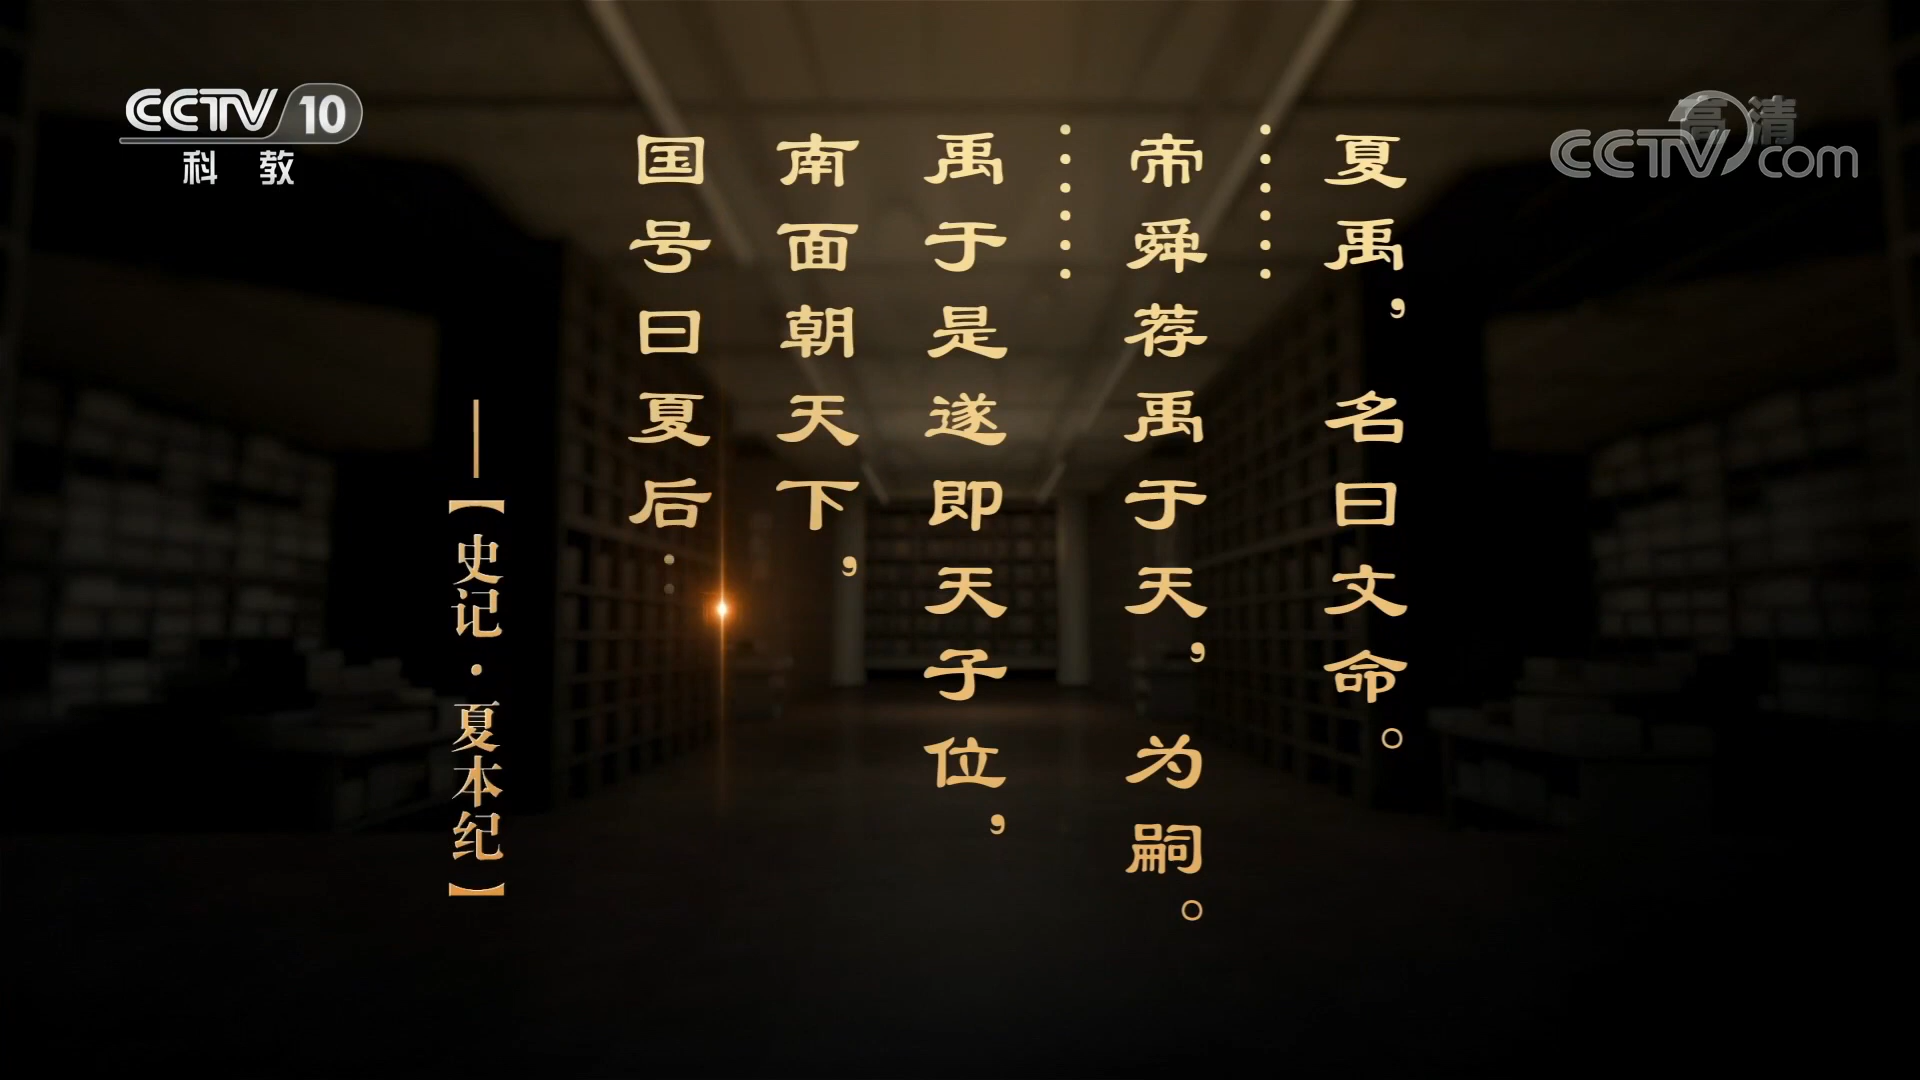 CCTV 10
科教
高清
CCTV.com
夏禹，名曰文命。
……
帝舜荐禹于天，为嗣。
……
禹于是遂即天子位，
南面朝天下，
国号曰夏后…
——【史记·夏本纪】